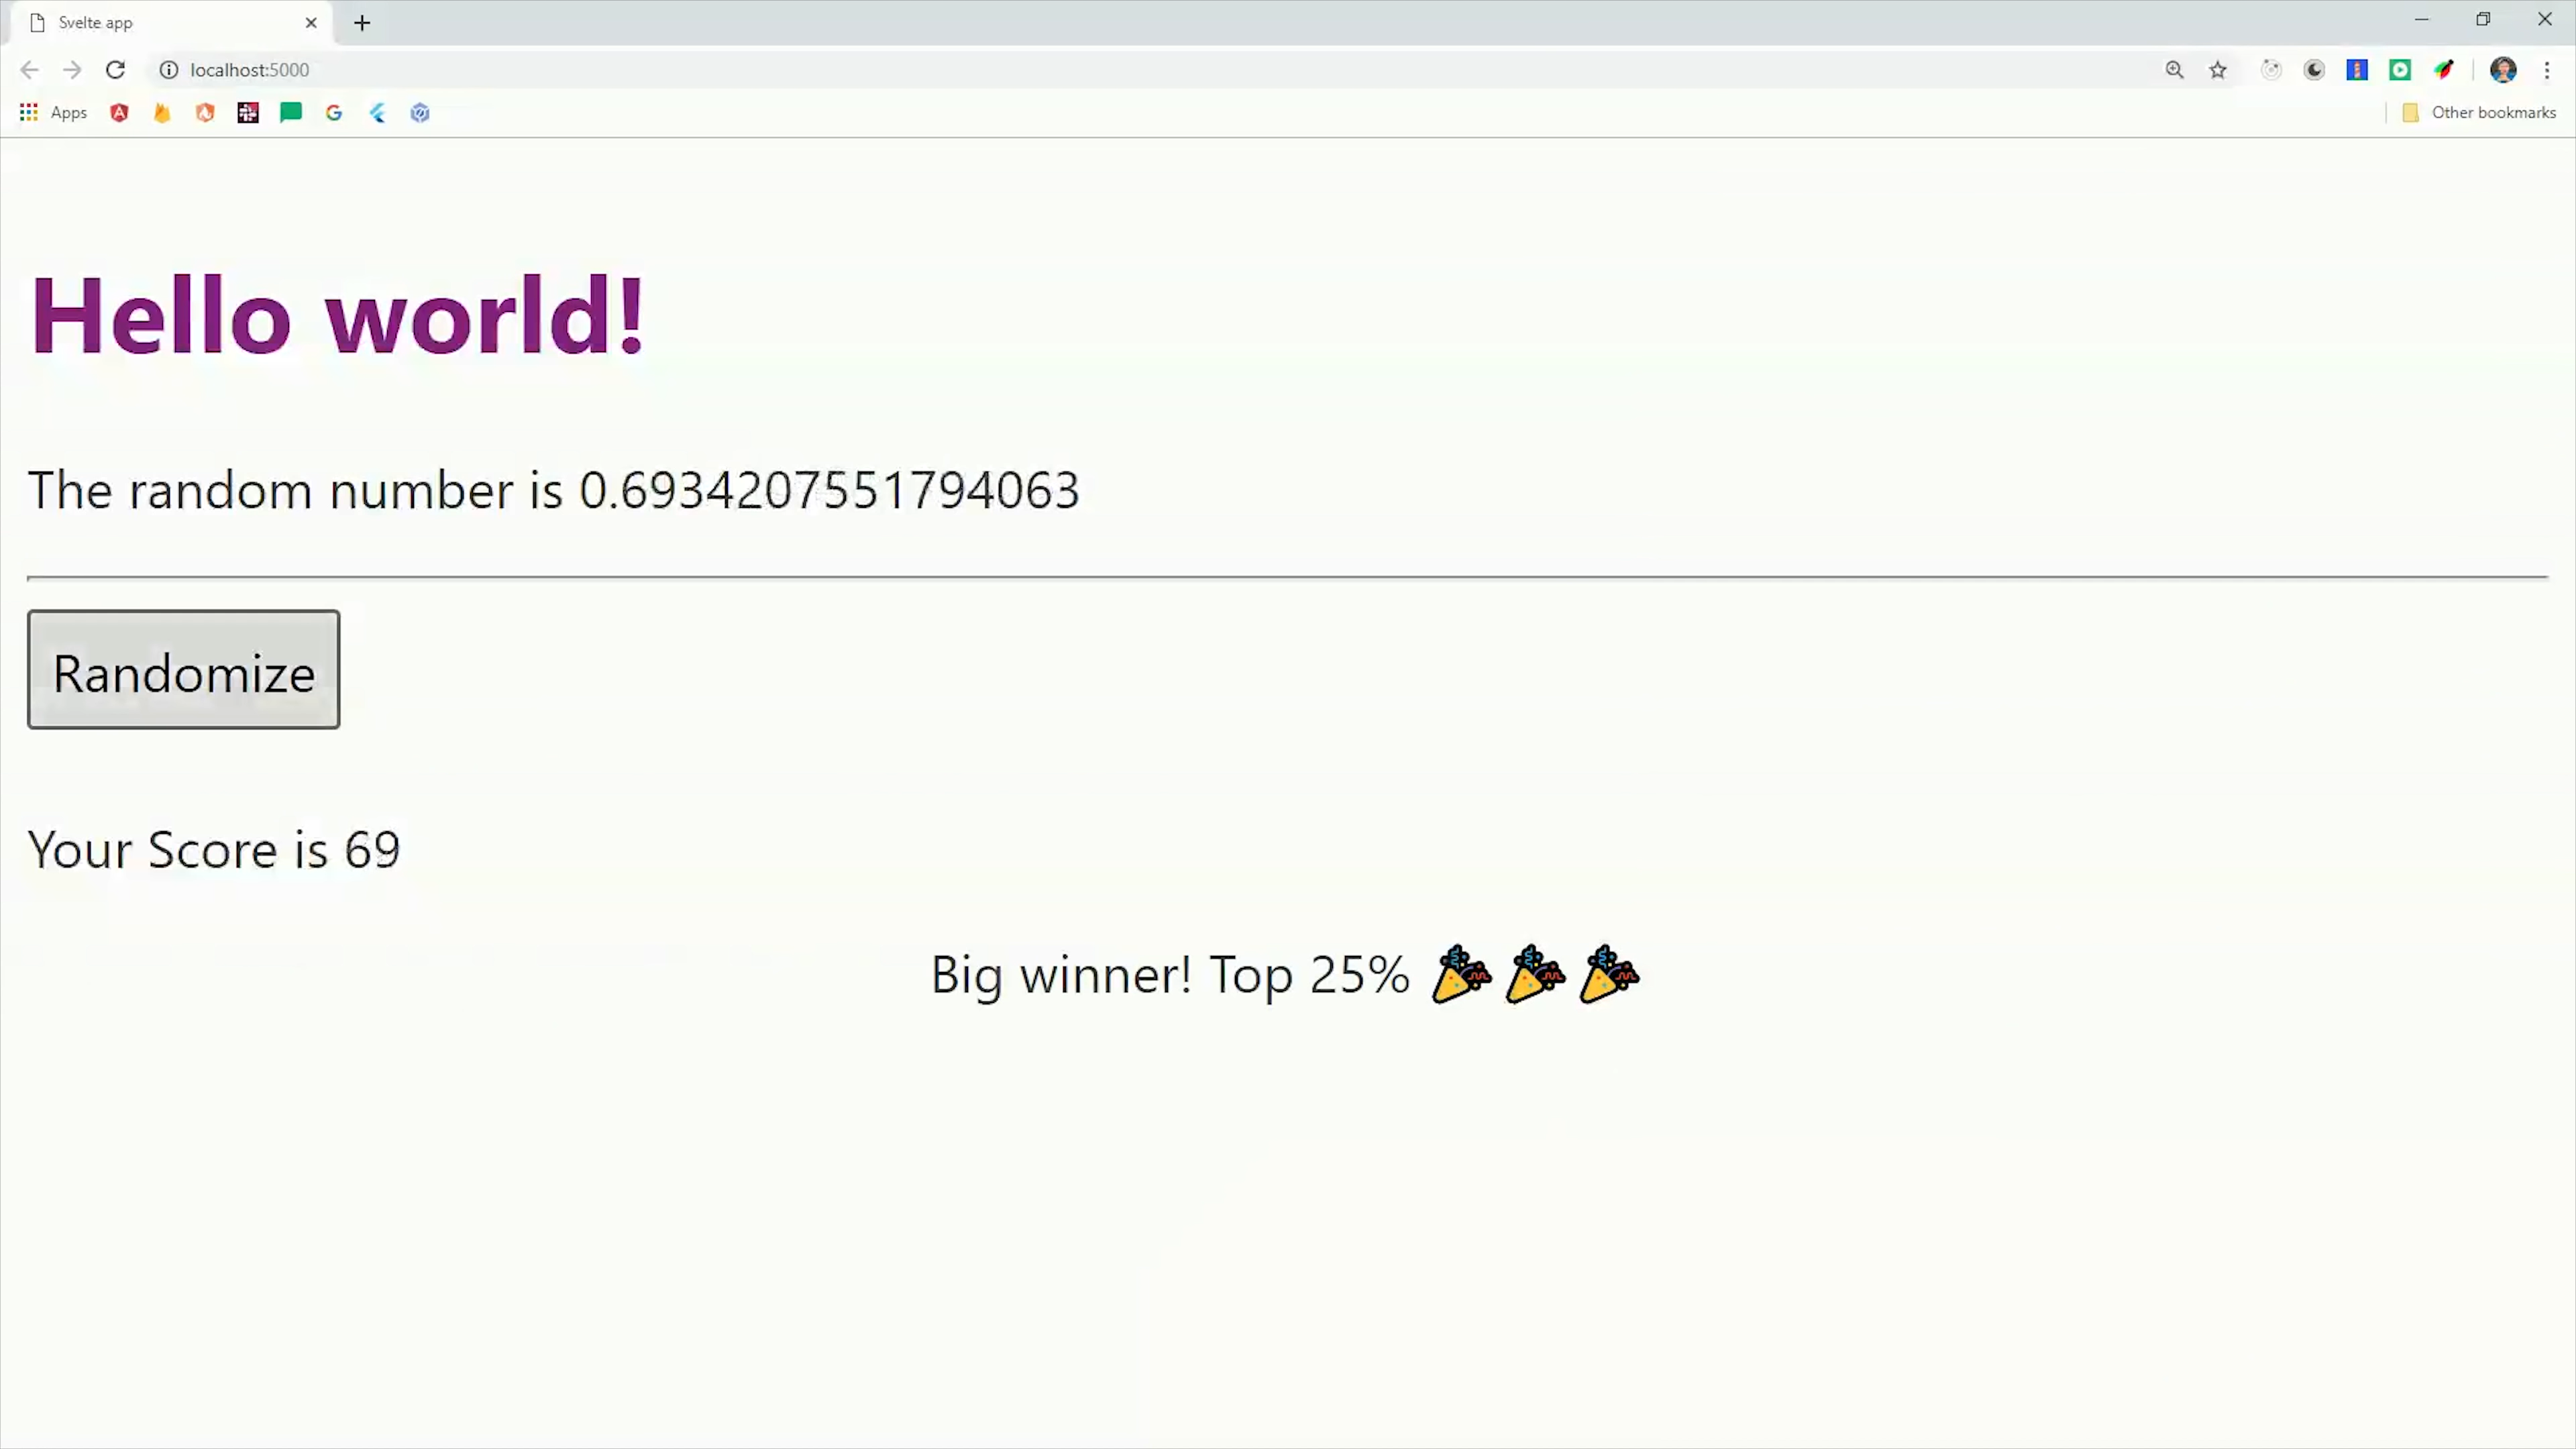 Svelte app
localhost:5000
Apps
Other bookmarks
Hello world!
The random number is 0.6934207551794063
Randomize
Your Score is 69
Big winner! Top 25% 🎉 🎉 🎉